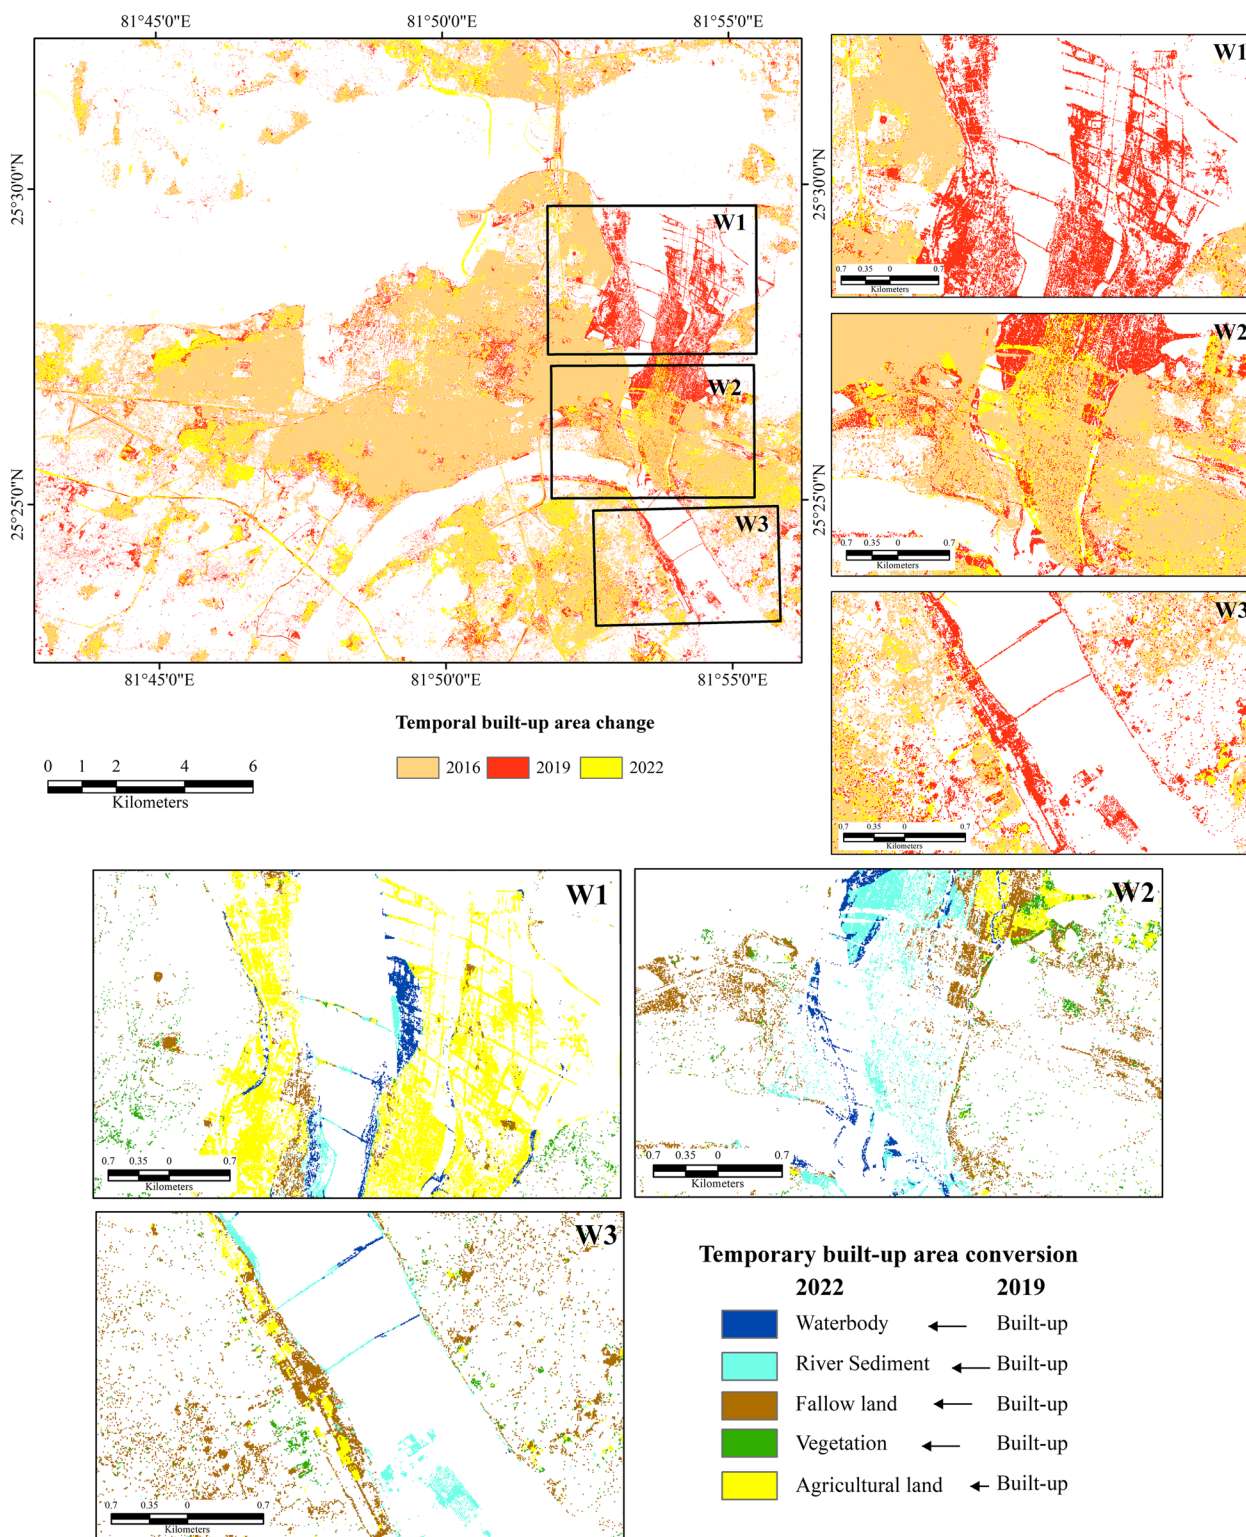 81°45'0"E 81°50'0"E 81°55'0"E
25°30'0"N
25°25'0"N
W1
W2
W3
25°30'0"N
25°25'0"N
81°45'0"E 81°50'0"E 81°55'0"E
W1
0.7 0.35 0 0.7
Kilometers
W2
0.7 0.35 0 0.7
Kilometers
W3
0.7 0.35 0 0.7
Kilometers
Temporal built-up area change
2016 2019 2022
0 1 2 4 6
Kilometers
W1
0.7 0.35 0 0.7
Kilometers
W2
0.7 0.35 0 0.7
Kilometers
W3
0.7 0.35 0 0.7
Kilometers
Temporary built-up area conversion
2022 2019
Waterbody ← Built-up
River Sediment ← Built-up
Fallow land ← Built-up
Vegetation ← Built-up
Agricultural land ← Built-up